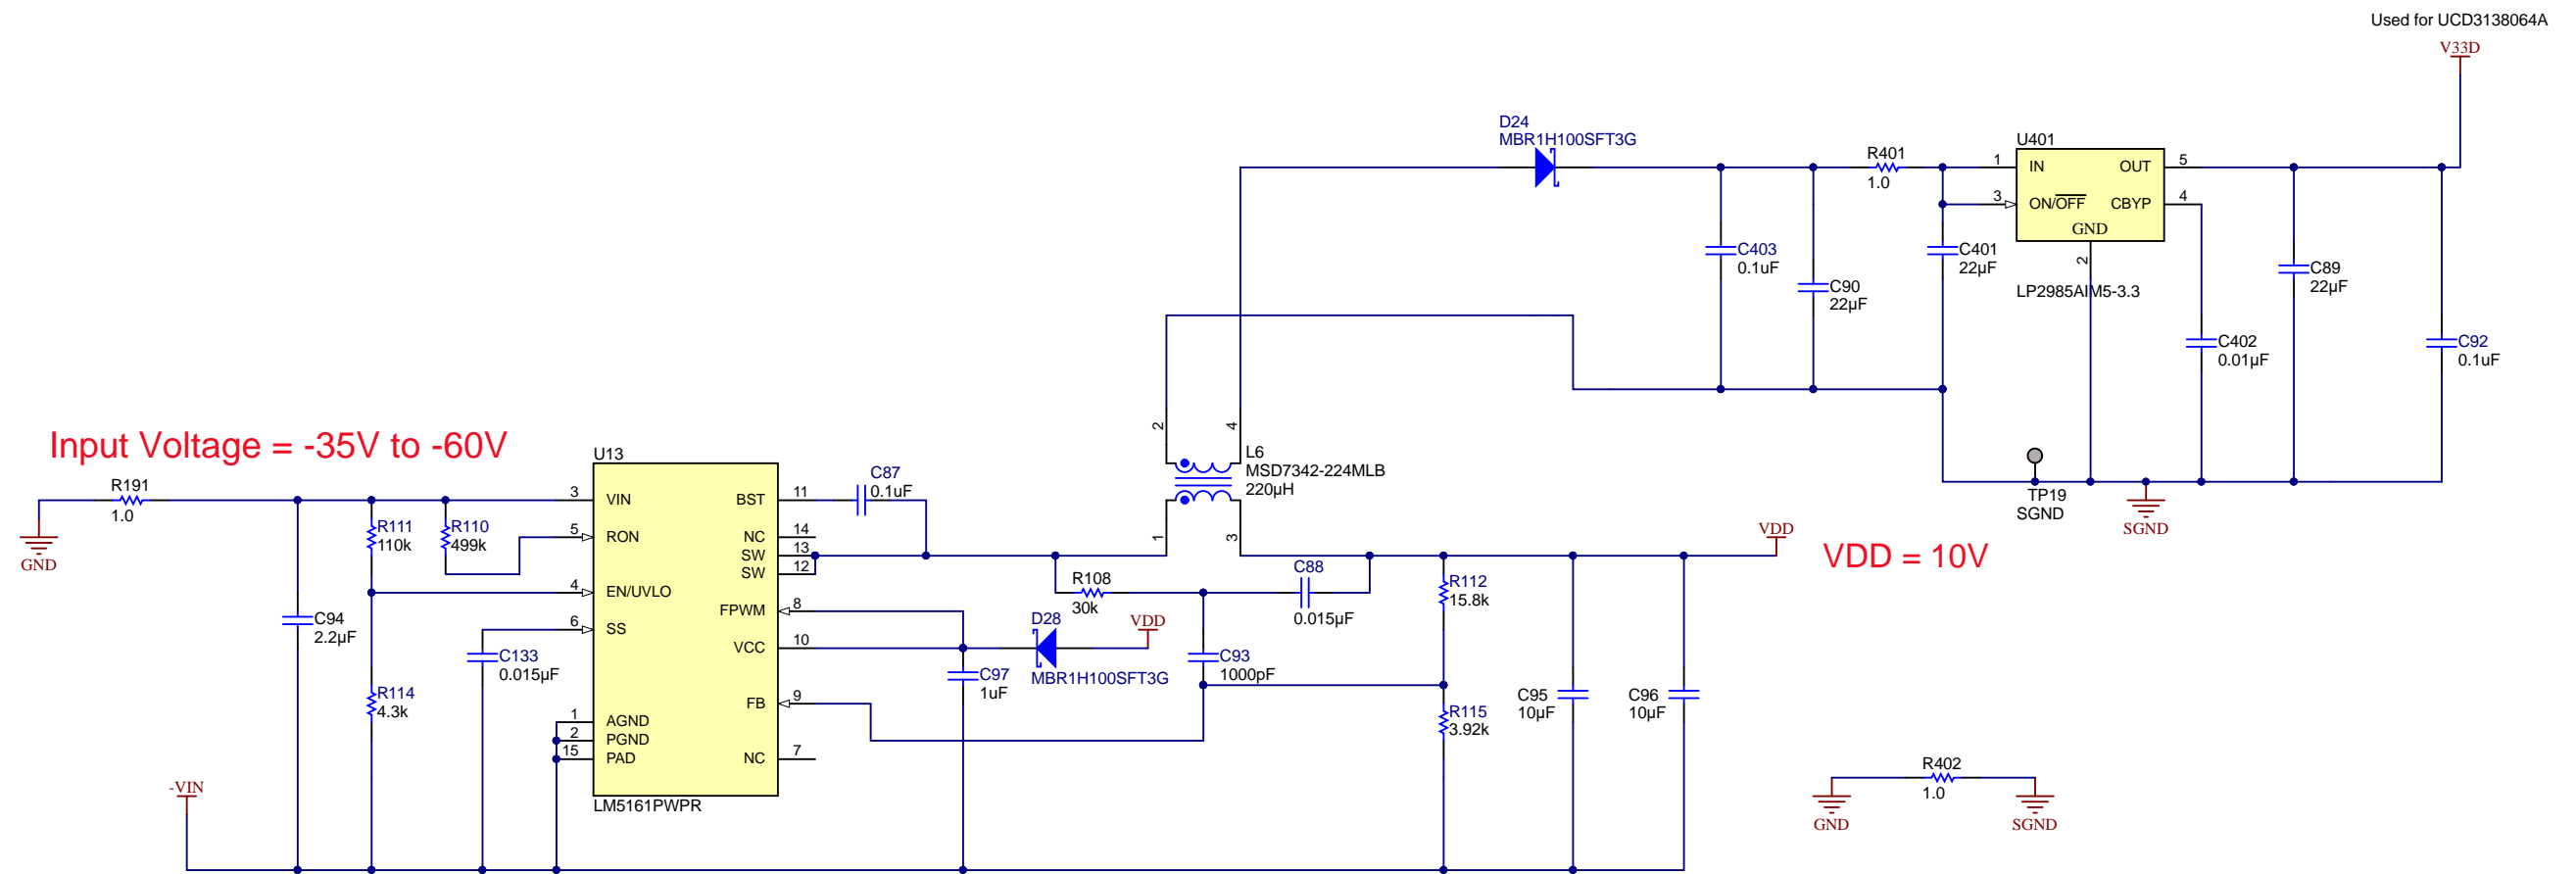 Used for UCD3138064A
V33D
D24
MBR1H100SFT3G
U401
R401
1.0
1
IN
OUT
5
3
ON/OFF
CBYP
4
GND
2
LP2985AIM5-3.3
C403
0.1uF
C90
22µF
C401
22µF
C89
22µF
C402
0.01µF
C92
0.1uF
TP19
SGND
SGND
Input Voltage = -35V to -60V
R191
1.0
GND
U13
3
VIN
BST
11
5
RON
NC
14
SW
13
SW
12
4
EN/UVLO
FPWM
8
6
SS
VCC
10
FB
9
1
AGND
2
PGND
15
PAD
NC
7
LM5161PWPR
R111
110k
R110
499k
C94
2.2µF
C133
0.015µF
R114
4.3k
-VIN
C87
0.1uF
2
4
L6
MSD7342-224MLB
220µH
1
3
R108
30k
C88
0.015µF
D28
MBR1H100SFT3G
VDD
C97
1uF
C93
1000pF
R112
15.8k
R115
3.92k
C95
10µF
C96
10µF
VDD
VDD = 10V
R402
1.0
GND
SGND